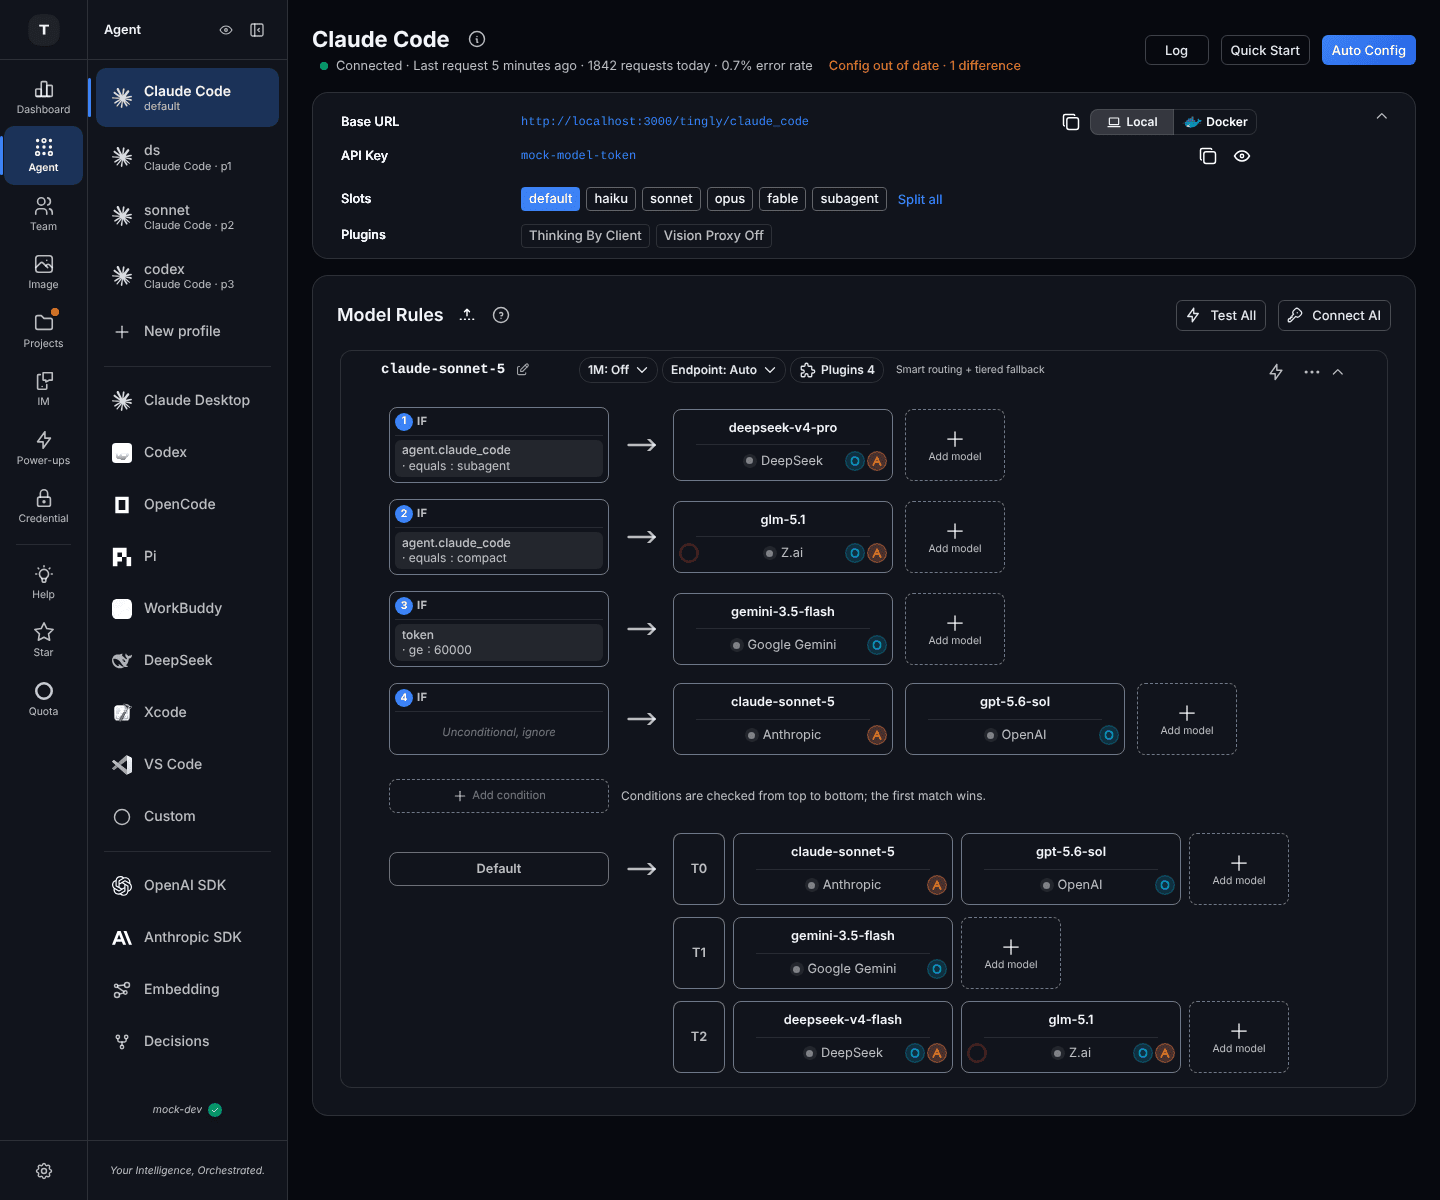 T
Agent
Dashboard
Agent
Team
Image
Projects
IM
Power-ups
Credential
Help
Star
Quota
Claude Code
default
ds
Claude Code · p1
sonnet
Claude Code · p2
codex
Claude Code · p3
New profile
Claude Desktop
Codex
OpenCode
Pi
WorkBuddy
DeepSeek
Xcode
VS Code
Custom
OpenAI SDK
Anthropic SDK
Embedding
Decisions
mock-dev
Your Intelligence, Orchestrated.
Claude Code
Connected · Last request 5 minutes ago · 1842 requests today · 0.7% error rate Config out of date · 1 difference
Log
Quick Start
Auto Config
Base URL
http://localhost:3000/tingly/claude_code
Local
Docker
API Key
mock-model-token
Slots
default haiku sonnet opus fable subagent Split all
Plugins
Thinking By Client Vision Proxy Off
Model Rules
?
Test All
Connect AI
claude-sonnet-5
1M: Off
Endpoint: Auto
Plugins 4
Smart routing + tiered fallback
1 IF
agent.claude_code
· equals : subagent
deepseek-v4-pro
DeepSeek
O A
Add model
2 IF
agent.claude_code
· equals : compact
glm-5.1
Z.ai
O A
Add model
3 IF
token
· ge : 60000
gemini-3.5-flash
Google Gemini
O
Add model
4 IF
Unconditional, ignore
claude-sonnet-5
Anthropic
A
gpt-5.6-sol
OpenAI
O
Add model
Add condition
Conditions are checked from top to bottom; the first match wins.
Default
T0
claude-sonnet-5
Anthropic
A
gpt-5.6-sol
OpenAI
O
Add model
T1
gemini-3.5-flash
Google Gemini
O
Add model
T2
deepseek-v4-flash
DeepSeek
O A
glm-5.1
Z.ai
O A
Add model